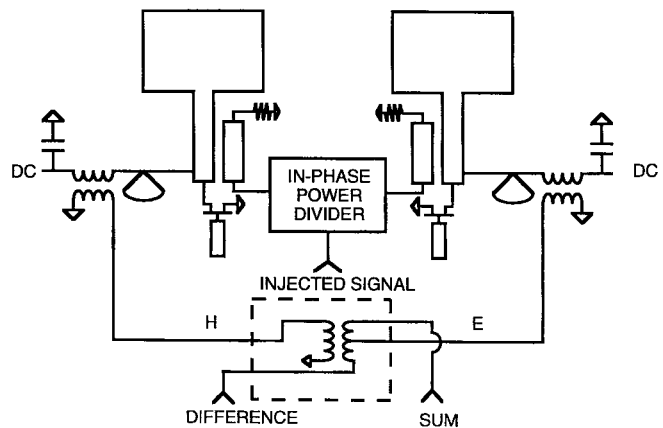 DC
DC
IN-PHASE
POWER
DIVIDER
INJECTED SIGNAL
H
E
DIFFERENCE
SUM